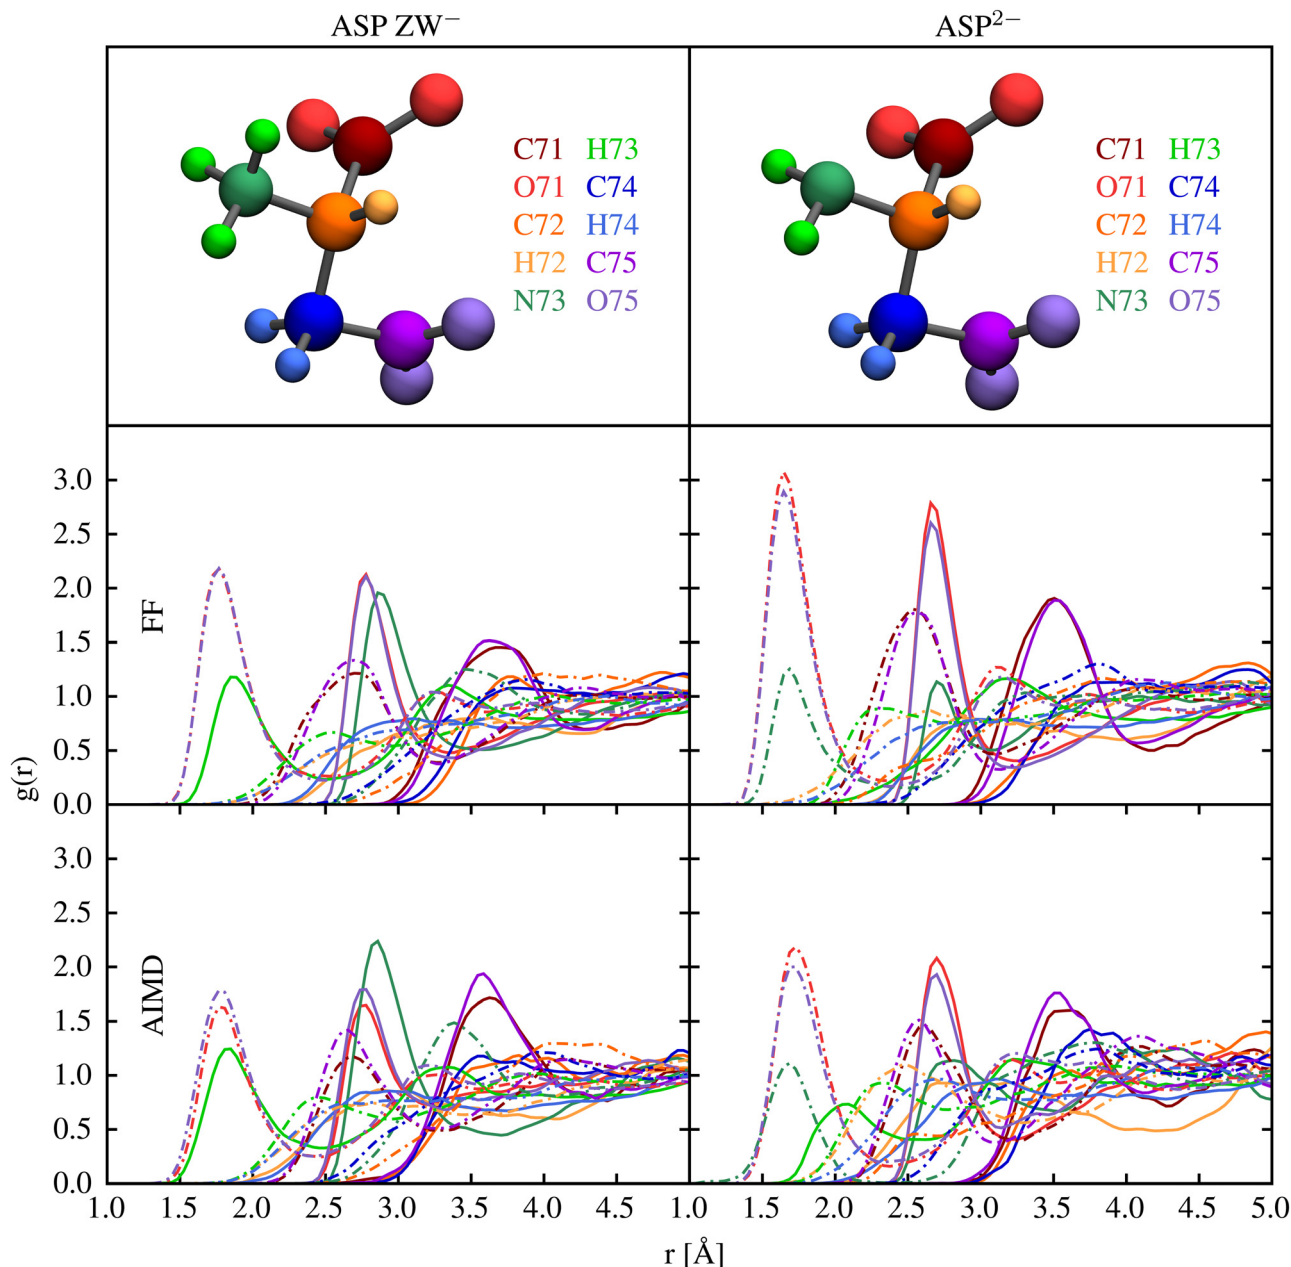 ASP ZW⁻ ASP²⁻
C71 H73 C71 H73
O71 C74 O71 C74
C72 H74 C72 H74
H72 C75 H72 C75
N73 O75 N73 O75
3.0
2.5
2.0
1.5
1.0
0.5
0.0
FF
g(r)
3.0
2.5
2.0
1.5
1.0
0.5
0.0
AIMD
1.0 1.5 2.0 2.5 3.0 3.5 4.0 4.5 1.0 1.5 2.0 2.5 3.0 3.5 4.0 4.5 5.0
r [Å]